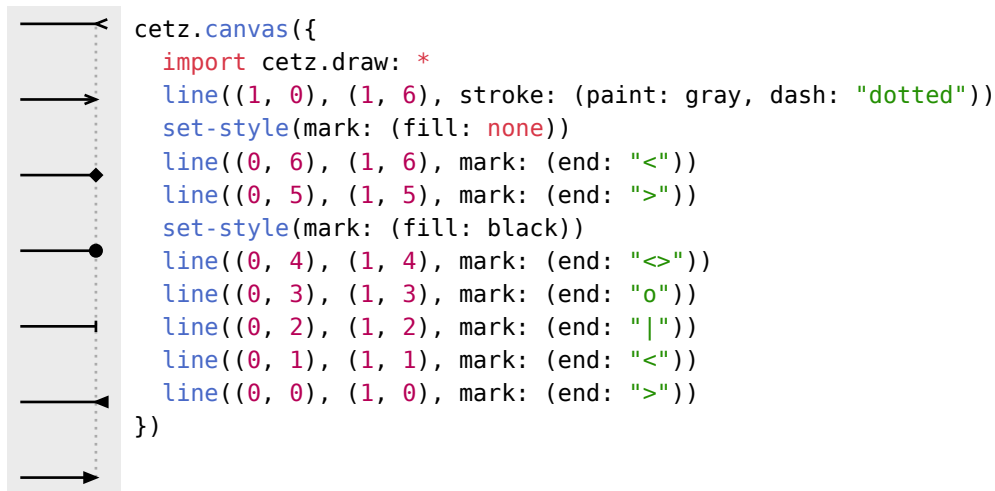 cetz.canvas({
  import cetz.draw: *
  line((1, 0), (1, 6), stroke: (paint: gray, dash: "dotted"))
  set-style(mark: (fill: none))
  line((0, 6), (1, 6), mark: (end: "<"))
  line((0, 5), (1, 5), mark: (end: ">"))
  set-style(mark: (fill: black))
  line((0, 4), (1, 4), mark: (end: "<>"))
  line((0, 3), (1, 3), mark: (end: "o"))
  line((0, 2), (1, 2), mark: (end: "|"))
  line((0, 1), (1, 1), mark: (end: "<"))
  line((0, 0), (1, 0), mark: (end: ">"))
})